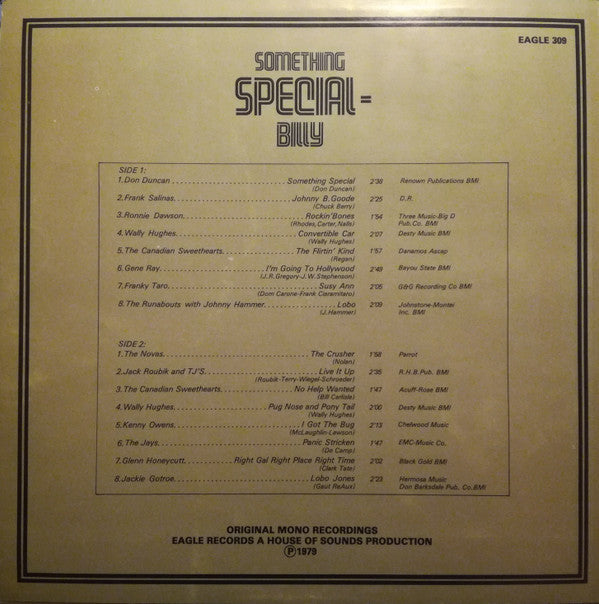 EAGLE 309
SOMETHING
SPECIAL=
BILLY
SIDE 1:
1.Don Duncan .......................... Something Special 2'38 Renown Publications BMI
(Don Duncan)
2.Frank Salinas ....................... Johnny B.Goode 2'25 D.R.
(Chuck Berry)
3.Ronnie Dawson ....................... Rockin'Bones 1'54 Three Music-Big D
(Rhodes,Carter,Nalls) Pub.Co. BMI
4.Wally Hughes ........................ Convertible Car 2'07 Desty Music BMI
(Wally Hughes)
5.The Canadian Sweethearts ............ The Flirtin' Kind 1'57 Danamos Ascap
(Regan)
6.Gene Ray ............................ I'm Going To Hollywood 2'49 Bayou State BMI
(J.R.Gregory-J.W.Stephenson)
7.Franky Taro ......................... Susy Ann 2'05 G&G Recording Co BMI
(Dom Carone-Frank Ciaramitaro)
8.The Runabouts with Johnny Hammer ..... Lobo 2'09 Johnstone-Montei
(J.Hammer) Inc. BMI
SIDE 2:
1.The Novas ........................... The Crusher 1'58 Parrot
(Nolan)
2.Jack Roubik and TJ'S ................ Live It Up 2'35 R.H.B.Pub. BMI
(Roubik-Terry-Wiegel-Schroeder)
3.The Canadian Sweethearts ............ No Help Wanted 1'47 Acuff-Rose BMI
(Bill Carlisle)
4.Wally Hughes ........................ Pug Nose and Pony Tail 2'00 Desty Music BMI
(Wally Hughes)
5.Kenny Owens ......................... I Got The Bug 2'13 Chelwood Music
(McLaughlin-Lawson)
6.The Jays ............................ Panic Stricken 1'47 EMC-Music Co.
(De Camp)
7.Glenn Honeycutt ..................... Right Gal Right Place Right Time 2'02 Black Gold BMI
(Clark Tate)
8.Jackie Gotroe ....................... Lobo Jones 2'23 Hermosa Music
(Gaut ReAux) Don Barksdale Pub. Co.BMI
ORIGINAL MONO RECORDINGS
EAGLE RECORDS A HOUSE OF SOUNDS PRODUCTION
Ⓟ1979